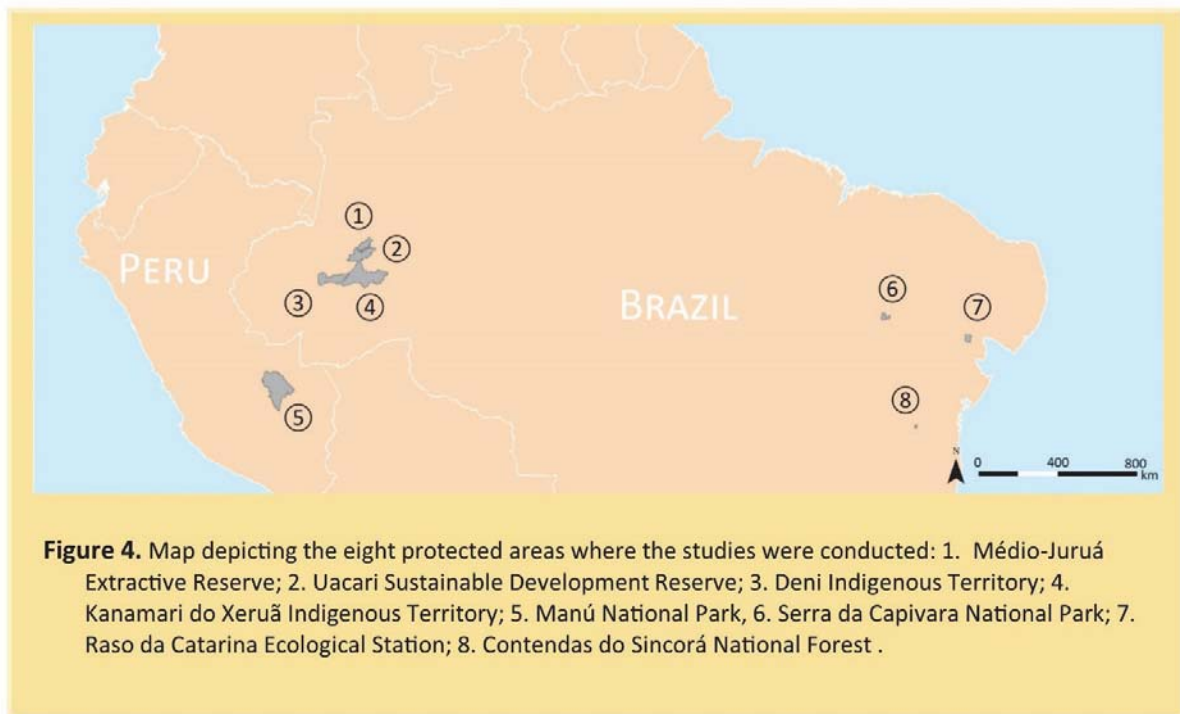 ①
②
PERU
③
④
BRAZIL
⑥
⑦
⑤
⑧
N
0 400 800
km
Figure 4. Map depicting the eight protected areas where the studies were conducted: 1. Médio-Juruá
Extractive Reserve; 2. Uacari Sustainable Development Reserve; 3. Deni Indigenous Territory; 4.
Kanamari do Xeruã Indigenous Territory; 5. Manú National Park, 6. Serra da Capivara National Park; 7.
Raso da Catarina Ecological Station; 8. Contendas do Sincorá National Forest .